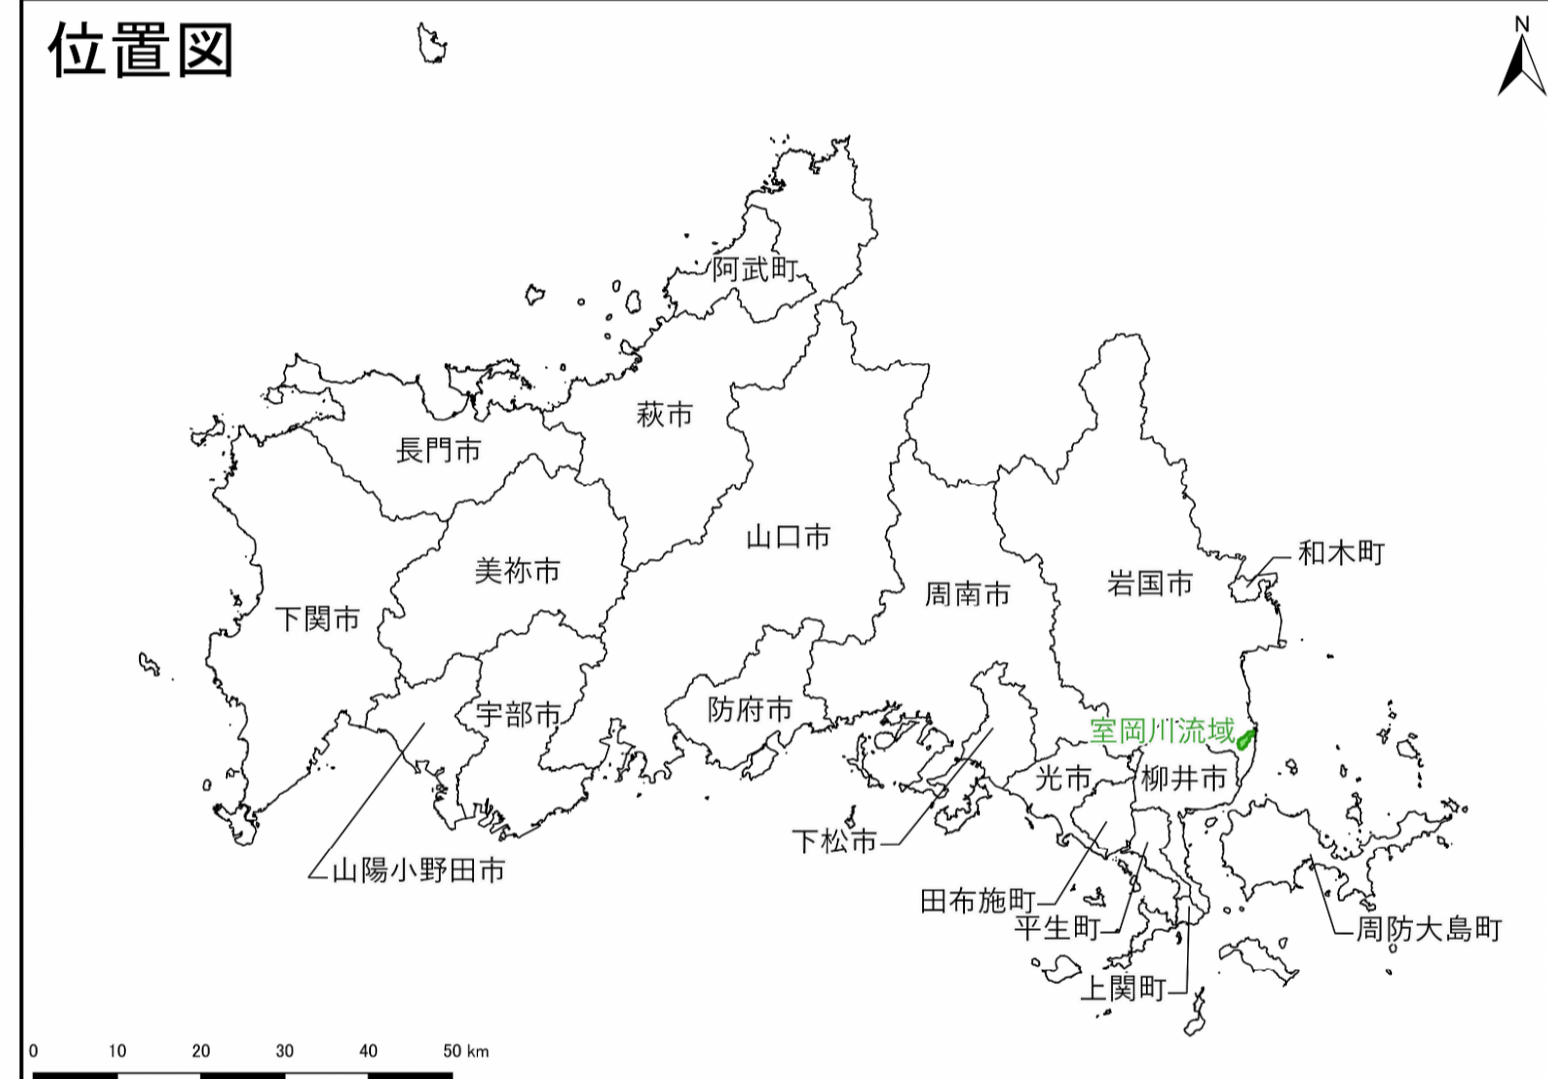 位置図
N
阿武町
萩市
長門市
山口市
和木町
美祢市
岩国市
周南市
下関市
防府市
宇部市
室岡川流域
光市
柳井市
下松市
山陽小野田市
田布施町
平生町
周防大島町
上関町
0 10 20 30 40 50 km